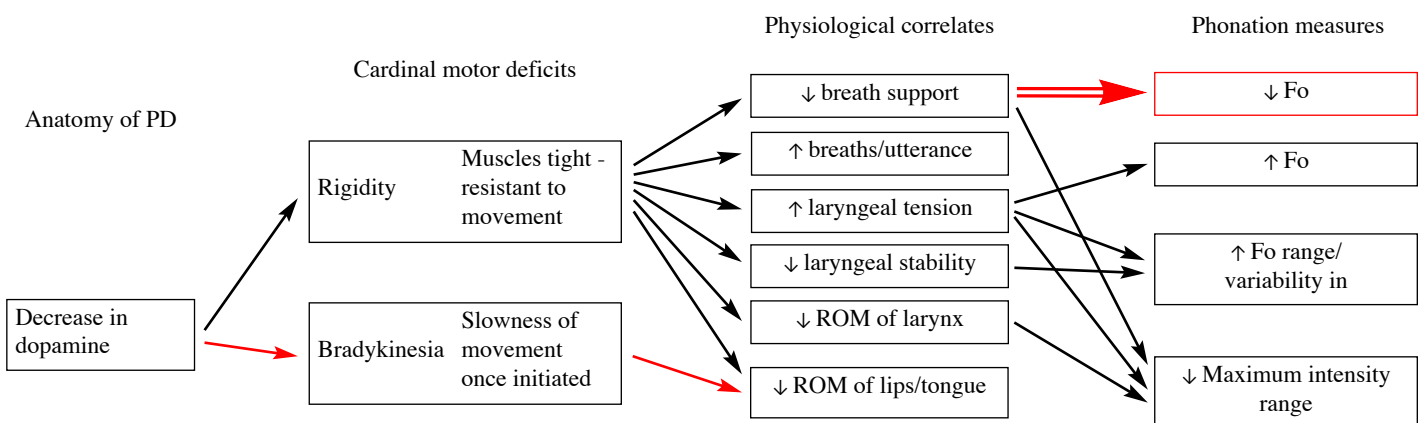 Physiological correlates
Phonation measures
Cardinal motor deficits
Anatomy of PD
Decrease in
dopamine
Rigidity
Muscles tight -
resistant to
movement
Bradykinesia
Slowness of
movement
once initiated
↓ breath support
↑ breaths/utterance
↑ laryngeal tension
↓ laryngeal stability
↓ ROM of larynx
↓ ROM of lips/tongue
↓ Fo
↑ Fo
↑ Fo range/
variability in
↓ Maximum intensity
range